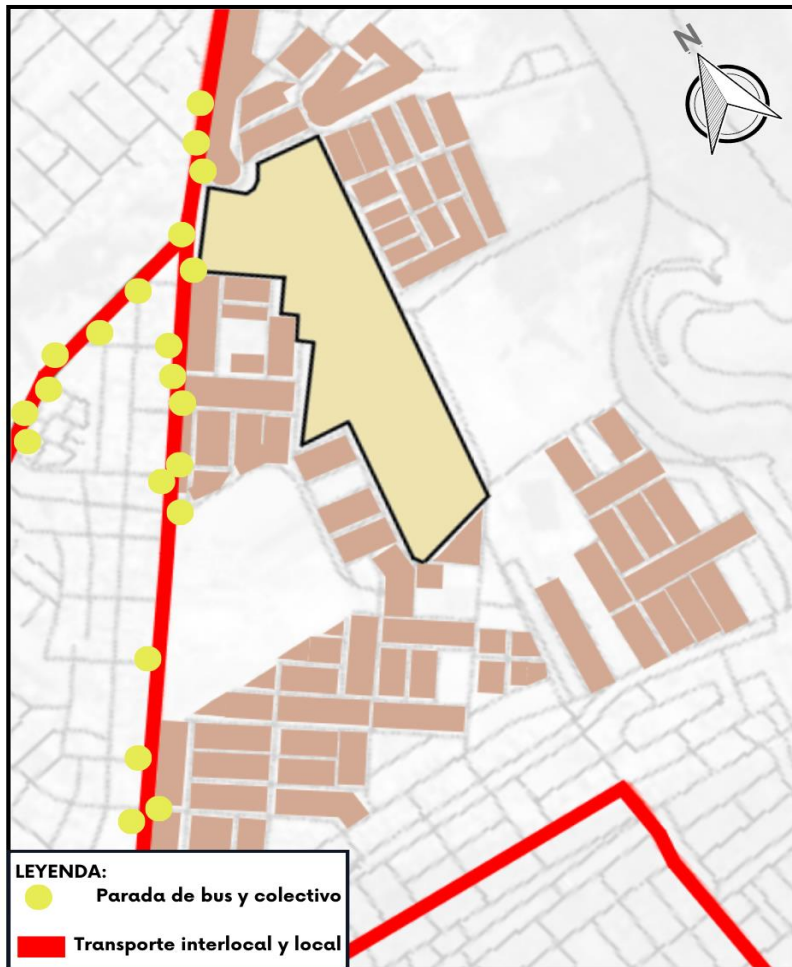 N
LEYENDA:
Parada de bus y colectivo
Transporte interlocal y local